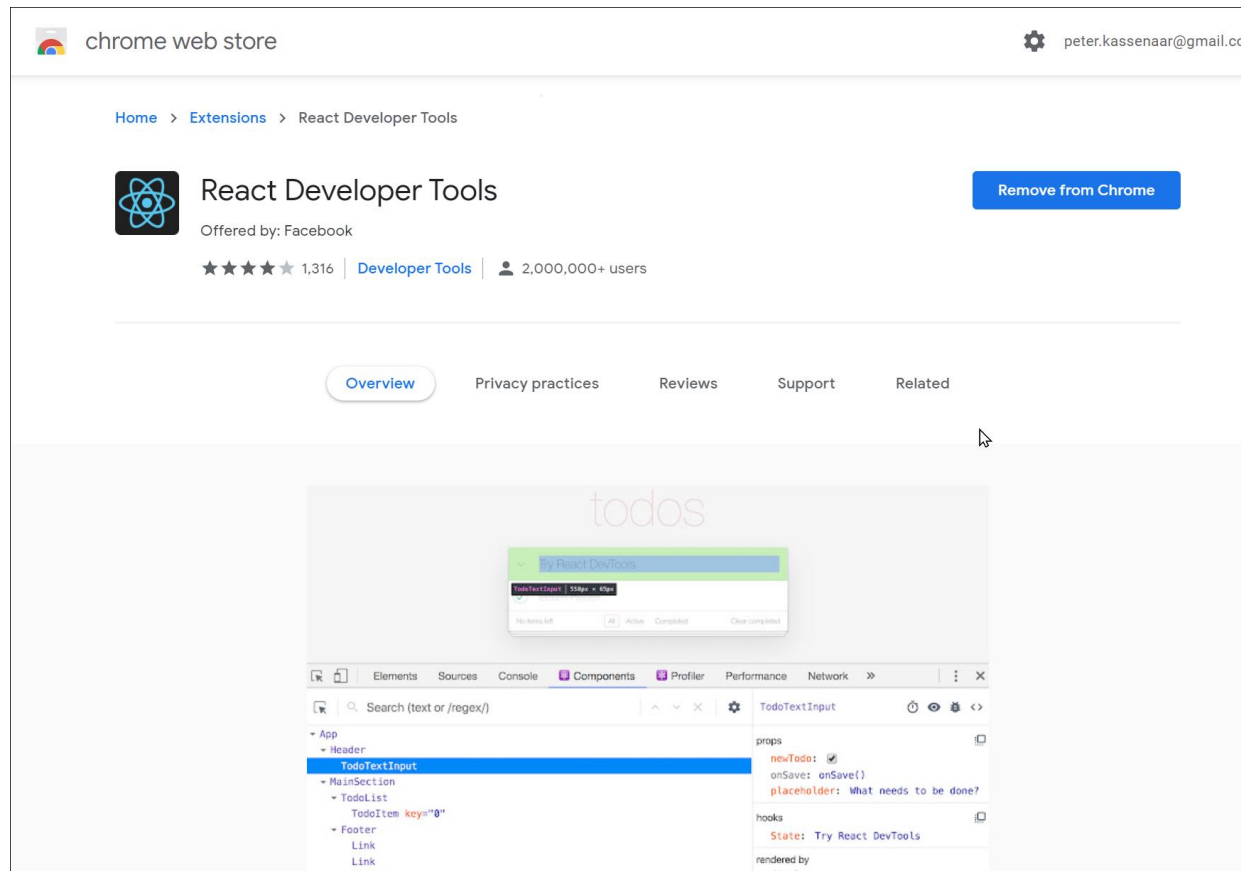 chrome web store
peter.kassenaar@gmail.co
Home > Extensions > React Developer Tools
React Developer Tools
Remove from Chrome
Offered by: Facebook
1,316 Developer Tools 2,000,000+ users
Overview Privacy practices Reviews Support Related
todos
Try React DevTools
TodoTextInput | 550px × 65px
No items left All Active Completed Clear completed
Elements Sources Console Components Profiler Performance Network »
Search (text or /regex/)
TodoTextInput
App
Header
TodoTextInput
MainSection
TodoList
TodoItem key="0"
Footer
Link
Link
props
newTodo:
onSave: onSave()
placeholder: What needs to be done?
hooks
State: Try React DevTools
rendered by